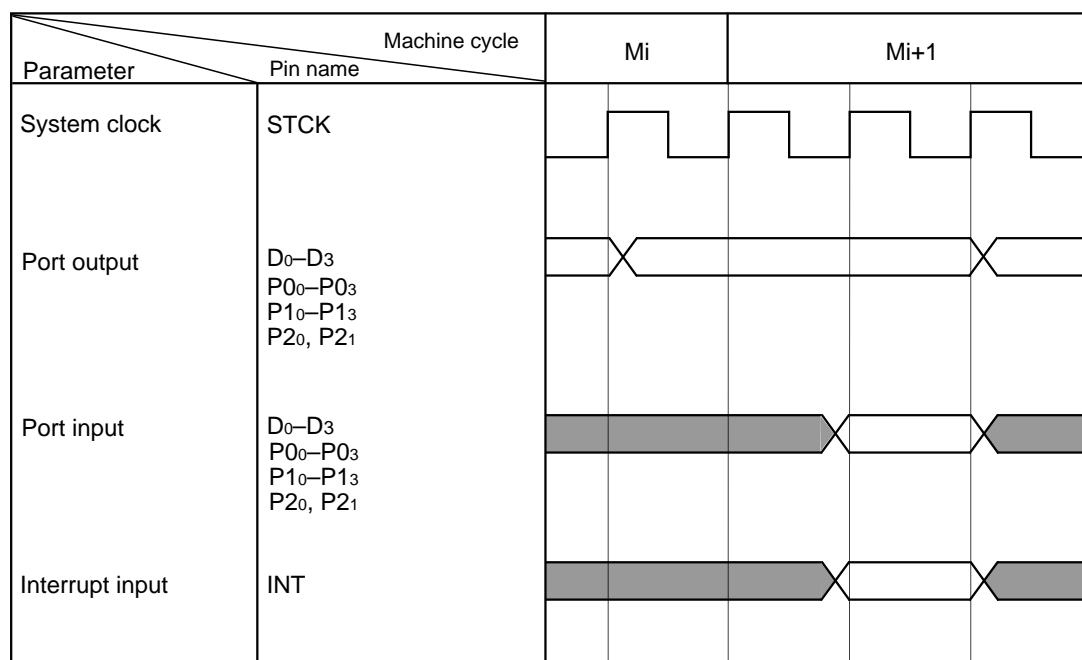 Machine cycle
Parameter
Pin name
Mi
Mi+1
System clock
STCK
Port output
D0–D3
P00–P03
P10–P13
P20, P21
Port input
D0–D3
P00–P03
P10–P13
P20, P21
Interrupt input
INT